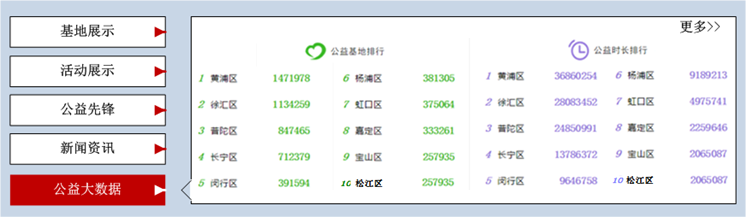 基地展示
活动展示
公益先锋
新闻资讯
公益大数据
更多>>
公益基地排行
1 黄浦区 1471978 6 杨浦区 381305
2 徐汇区 1134259 7 虹口区 375064
3 普陀区 847465 8 嘉定区 333261
4 长宁区 712379 9 宝山区 257935
5 闵行区 391594 10 松江区 257935
公益时长排行
1 黄浦区 36860254 6 杨浦区 9189213
2 徐汇区 28083452 7 虹口区 4975741
3 普陀区 24850991 8 嘉定区 2259646
4 长宁区 13786372 9 宝山区 2065087
5 闵行区 9646758 10 松江区 2065087